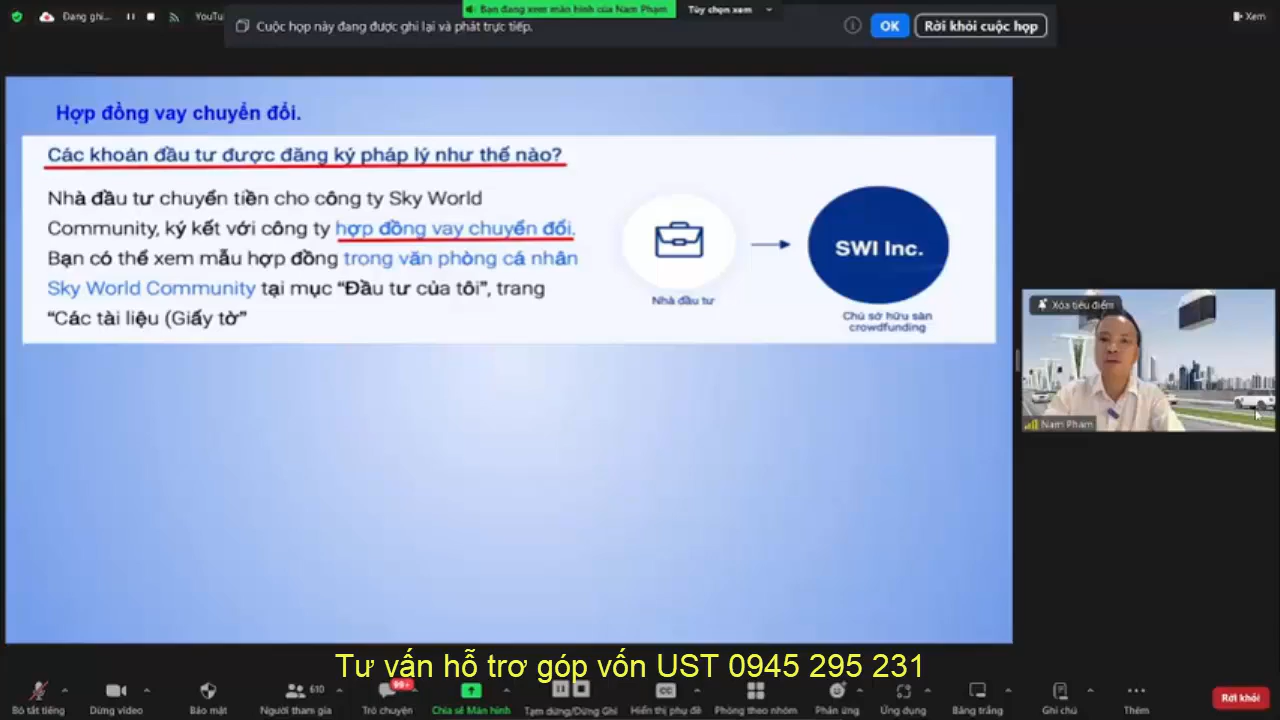 Đang ghi...
YouTu
Bạn đang xem màn hình của Nam Phạm
Tùy chọn xem
Cuộc họp này đang được ghi lại và phát trực tiếp.
OK
Rời khỏi cuộc họp
Xem
Hợp đồng vay chuyển đổi.
Các khoản đầu tư được đăng ký pháp lý như thế nào?
Nhà đầu tư chuyển tiền cho công ty Sky World
Community, ký kết với công ty hợp đồng vay chuyển đổi.
Bạn có thể xem mẫu hợp đồng trong văn phòng cá nhân
Sky World Community tại mục “Đầu tư của tôi”, trang
“Các tài liệu (Giấy tờ”
Nhà đầu tư
SWI Inc.
Chủ sở hữu sàn
crowdfunding
Xóa tiêu điểm
Nam Pham
Tư vấn hỗ trơ góp vốn UST 0945 295 231
610
99+
CC
Bỏ tắt tiếng
Dừng video
Bảo mật
Người tham gia
Trò chuyện
Chia sẻ Màn hình
Tạm dừng/Dừng Ghi
Hiển thị phụ đề
Phòng theo nhóm
Phản ứng
Ứng dụng
Bảng trắng
Ghi chú
Thêm
Rời khỏi